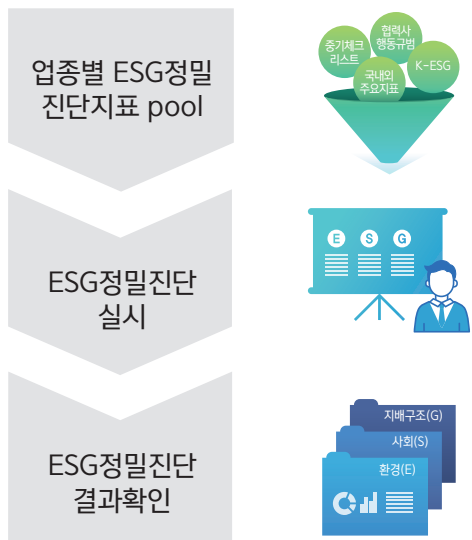 업종별 ESG정밀
진단지표 pool
중기체크
리스트
협력사
행동규범
K-ESG
국내외
주요지표
ESG정밀진단
실시
E S G
ESG정밀진단
결과확인
지배구조(G)
사회(S)
환경(E)